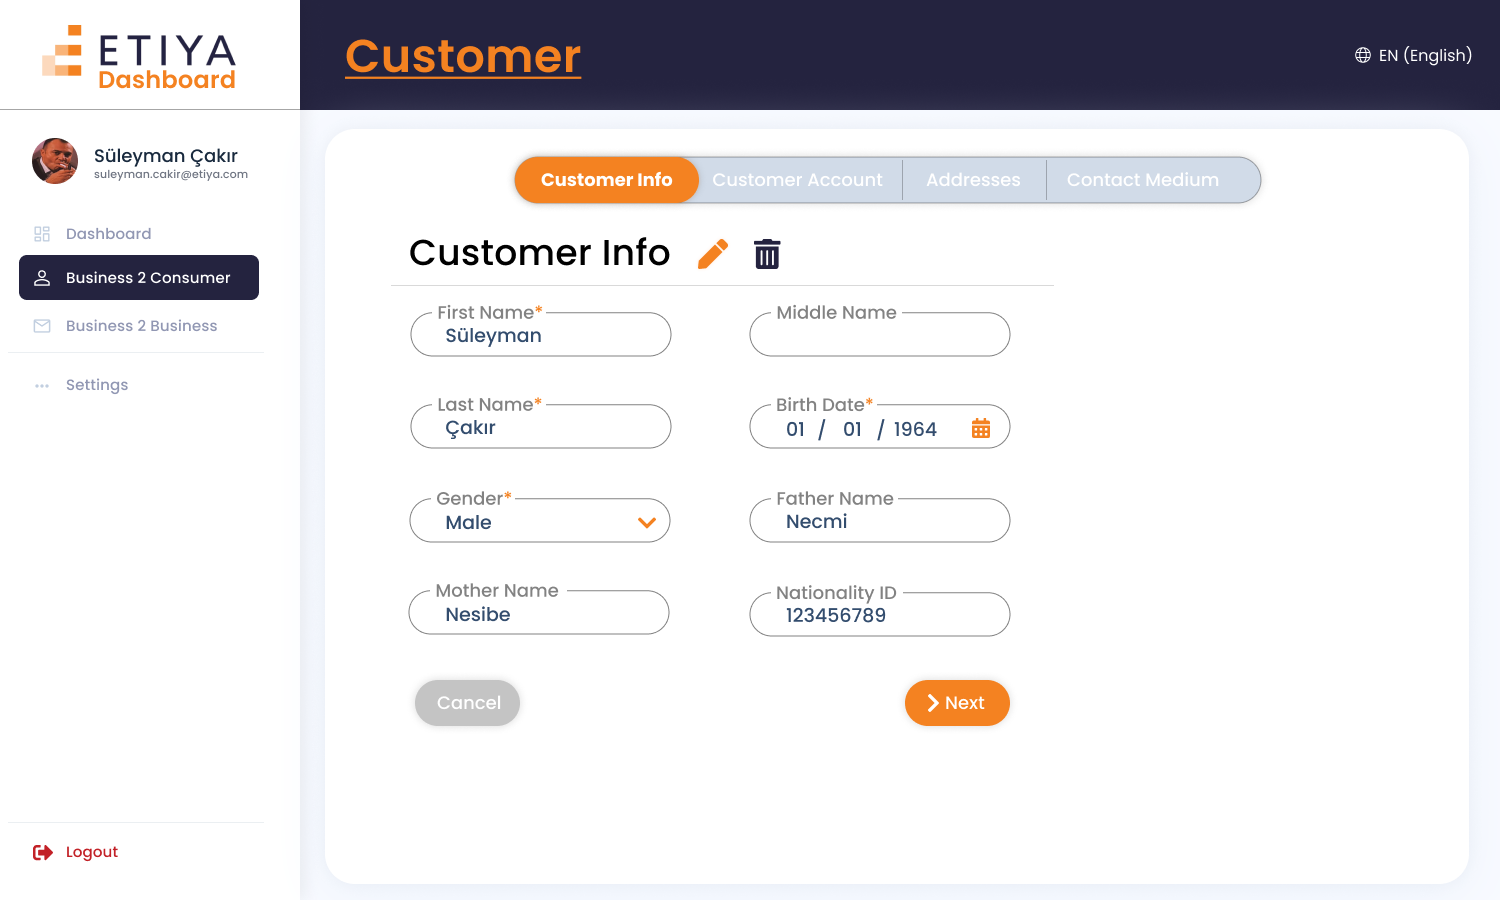 ETIYA
Dashboard
Customer
EN (English)
Süleyman Çakır
suleyman.cakir@etiya.com
Dashboard
Business 2 Consumer
Business 2 Business
Settings
Logout
Customer Info
Customer Account
Addresses
Contact Medium
Customer Info
First Name*
Süleyman
Middle Name
Last Name*
Çakır
Birth Date*
01 / 01 / 1964
Gender*
Male
Father Name
Necmi
Mother Name
Nesibe
Nationality ID
123456789
Cancel
Next